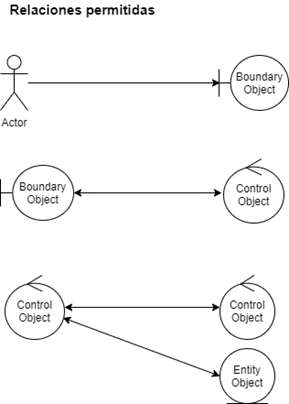 Relaciones permitidas
Boundary
Object
Actor
Boundary
Object
Control
Object
Control
Object
Control
Object
Entity
Object